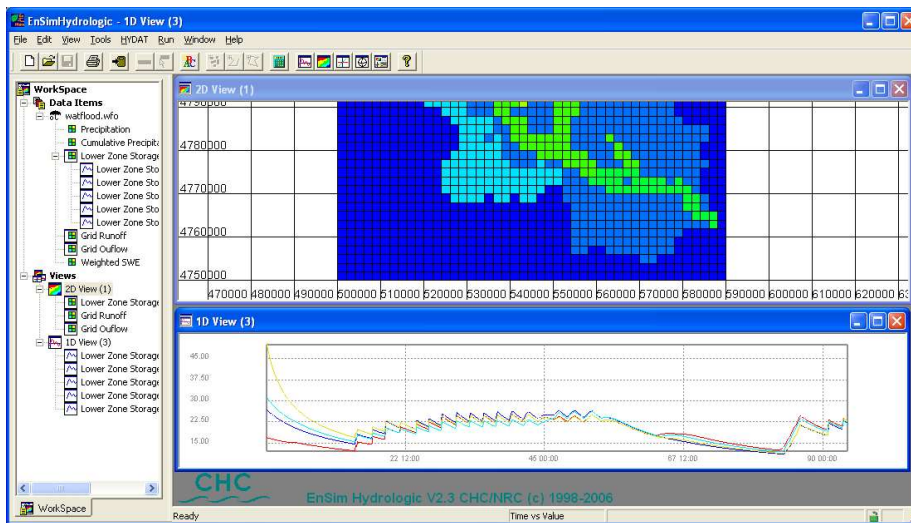 EnSimHydrologic - 1D View (3)
File Edit View Tools HYDAT Run Window Help
WorkSpace
Data Items
watflood.wfo
Precipitation
Cumulative Precipita
Lower Zone Storage
Lower Zone Sto
Lower Zone Sto
Lower Zone Sto
Lower Zone Sto
Lower Zone Sto
Grid Runoff
Grid Ouflow
Weighted SWE
Views
2D View (1)
Lower Zone Storage
Grid Runoff
Grid Ouflow
1D View (3)
Lower Zone Storage
Lower Zone Storage
Lower Zone Storage
Lower Zone Storage
Lower Zone Storage
WorkSpace
2D View (1)
4790000
4780000
4770000
4760000
4750000
470000 480000 490000 500000 510000 520000 530000 540000 550000 560000 570000 580000 590000 600000 610000 620000
1D View (3)
45.00
37.50
30.00
22.50
15.00
22 12:00 45 00:00 67 12:00 90 00:00
CHC
EnSim Hydrologic V2.3 CHC/NRC (c) 1998-2006
Ready Time vs Value